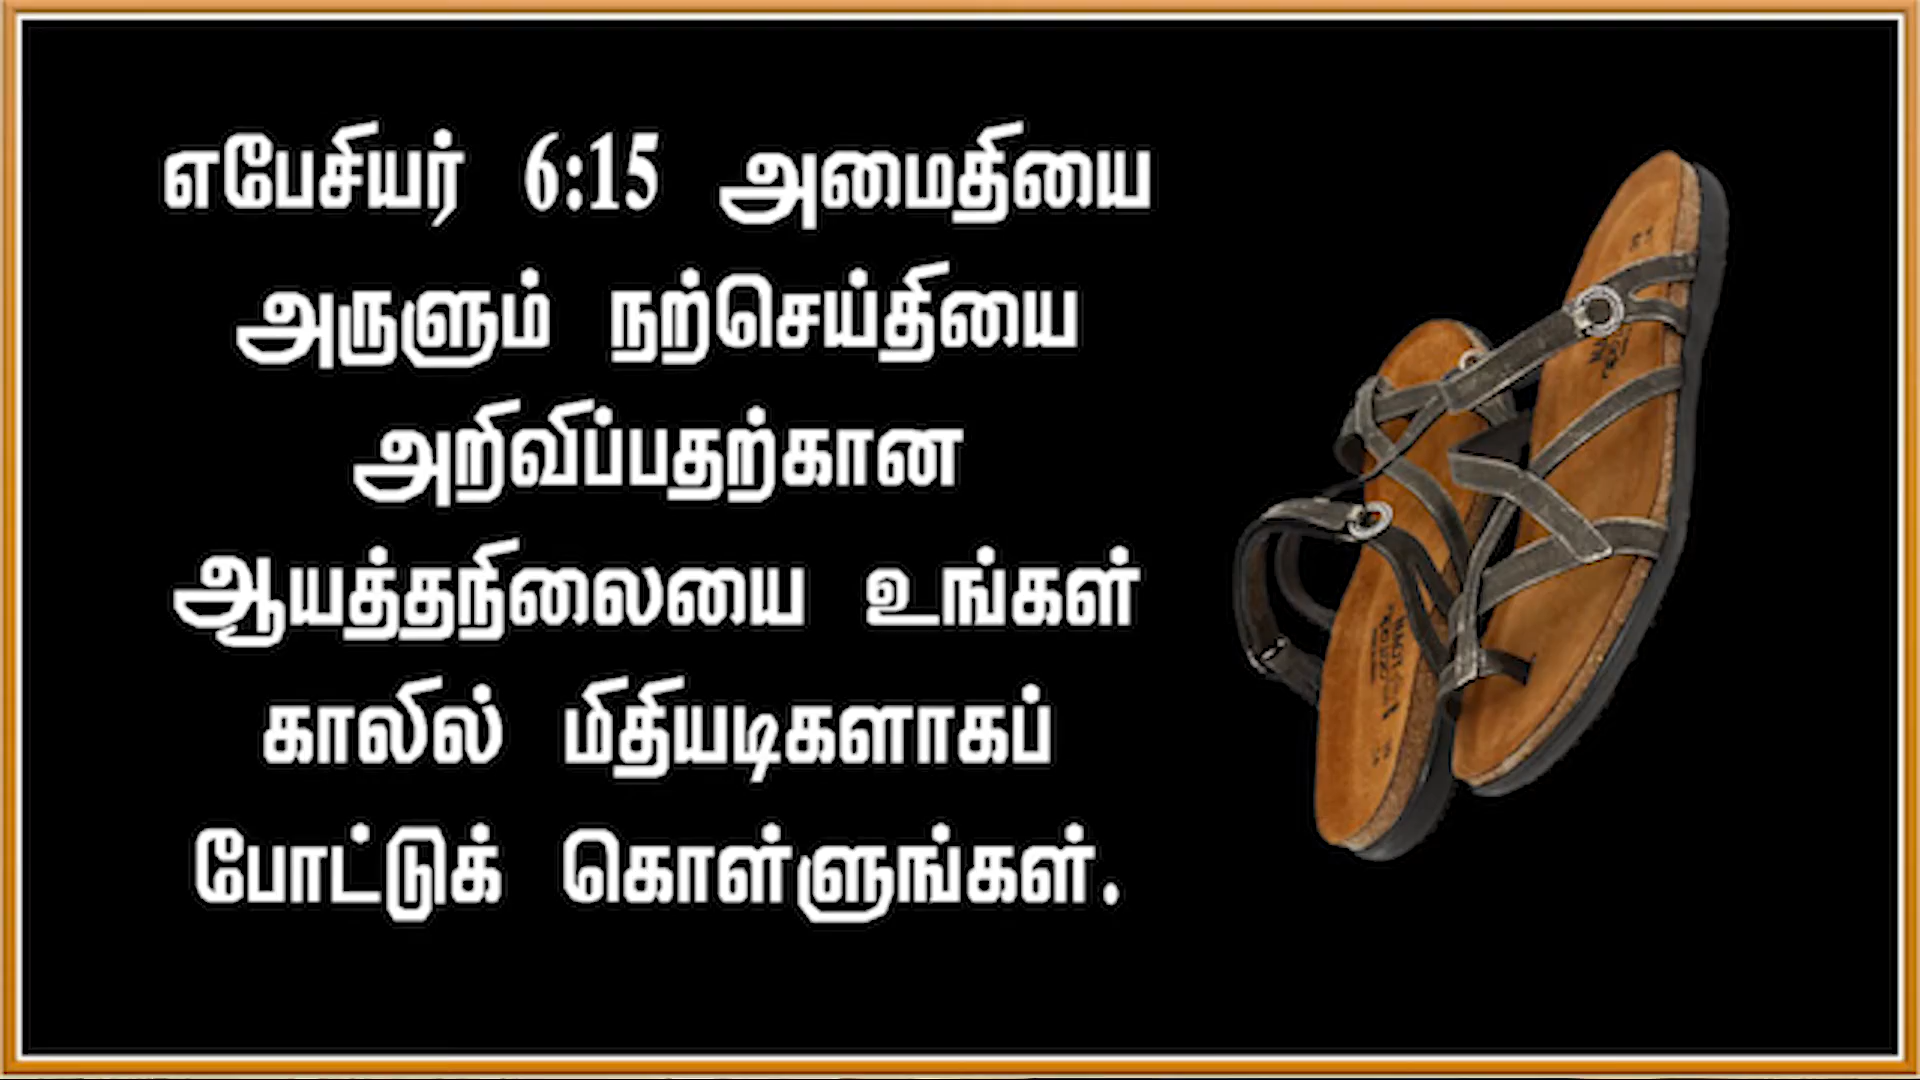 எபேசியர் 6:15 அமைதியை
அருளும் நற்செய்தியை
அறிவிப்பதற்கான
ஆயத்தநிலையை உங்கள்
காலில் மிதியடிகளாகப்
போட்டுக் கொள்ளுங்கள்.